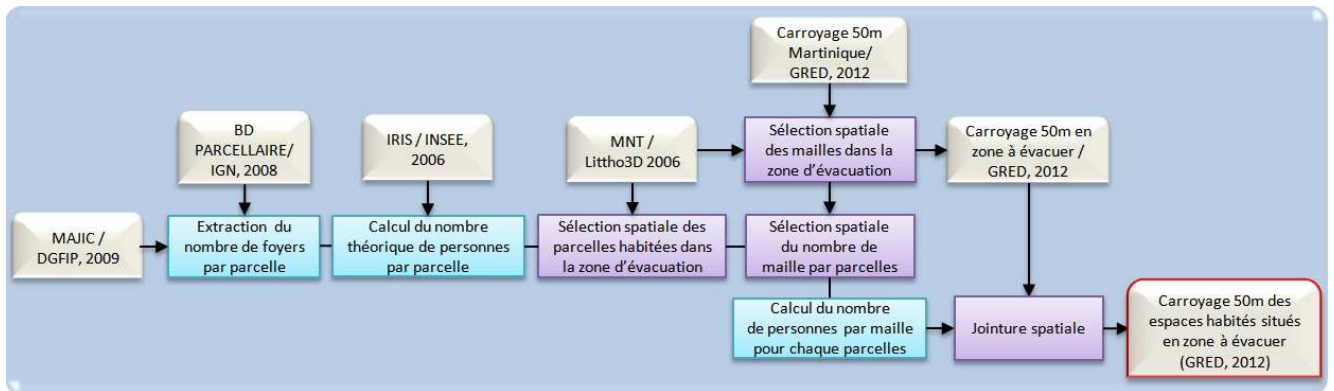 Carroyage 50m
Martinique/
GRED, 2012
BD
PARCELLAIRE/
IGN, 2008
IRIS / INSEE,
2006
MNT /
Littho3D 2006
Sélection spatiale
des mailles dans la
zone d’évacuation
Carroyage 50m en
zone à évacuer /
GRED, 2012
MAJIC /
DGFIP, 2009
Extraction du
nombre de foyers
par parcelle
Calcul du nombre
théorique de personnes
par parcelle
Sélection spatiale des
parcelles habitées dans
la zone d’évacuation
Sélection spatiale
du nombre de
maille par parcelles
Calcul du nombre
de personnes par maille
pour chaque parcelles
Jointure spatiale
Carroyage 50m des
espaces habités situés
en zone à évacuer
(GRED, 2012)